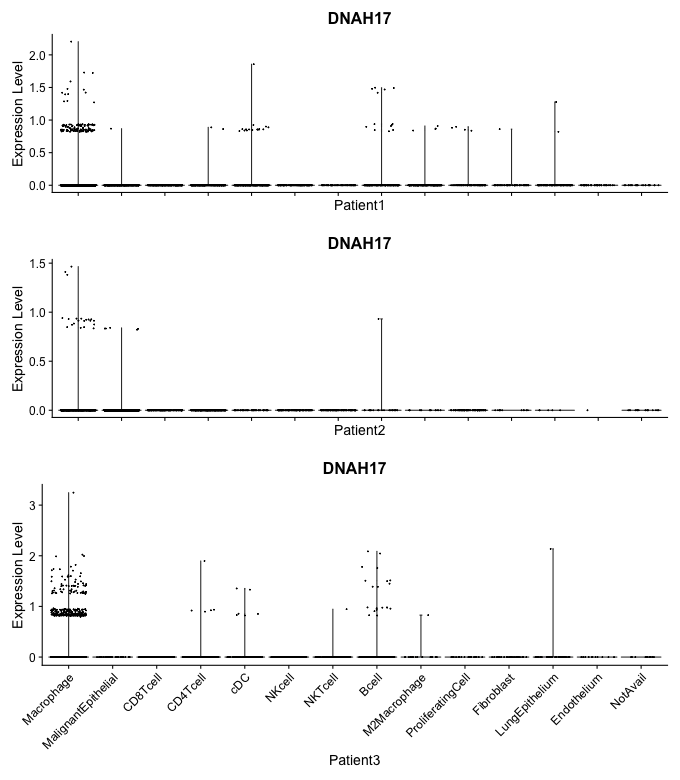 DNAH17
Expression Level
2.0
1.5
1.0
0.5
0.0
Patient1
DNAH17
Expression Level
1.5
1.0
0.5
0.0
Patient2
DNAH17
Expression Level
3
2
1
0
Macrophage
MalignantEpithelial
CD8Tcell
CD4Tcell
cDC
NKcell
NKTcell
Bcell
M2Macrophage
ProliferatingCell
Fibroblast
LungEpithelium
Endothelium
NotAvail
Patient3